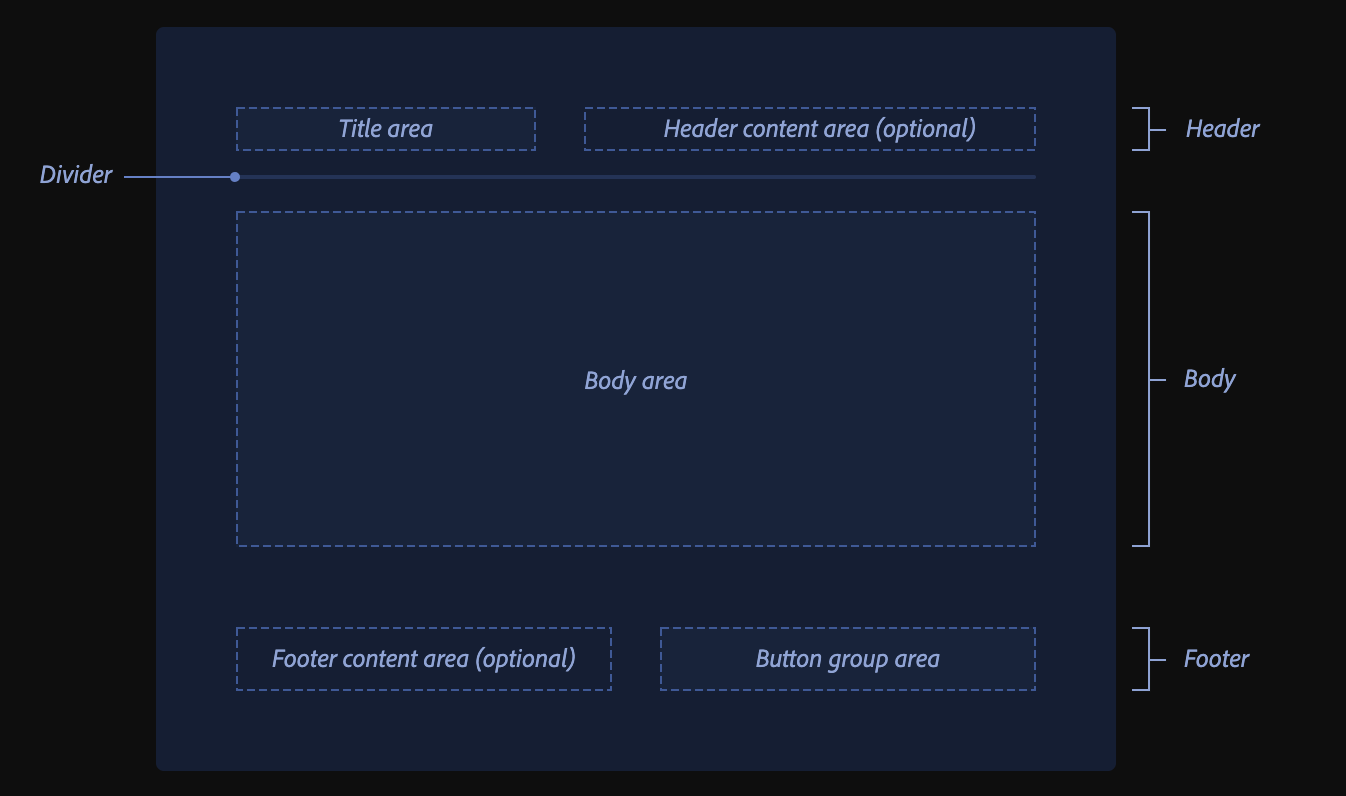 Title area
Header content area (optional)
Header
Divider
Body area
Body
Footer content area (optional)
Button group area
Footer